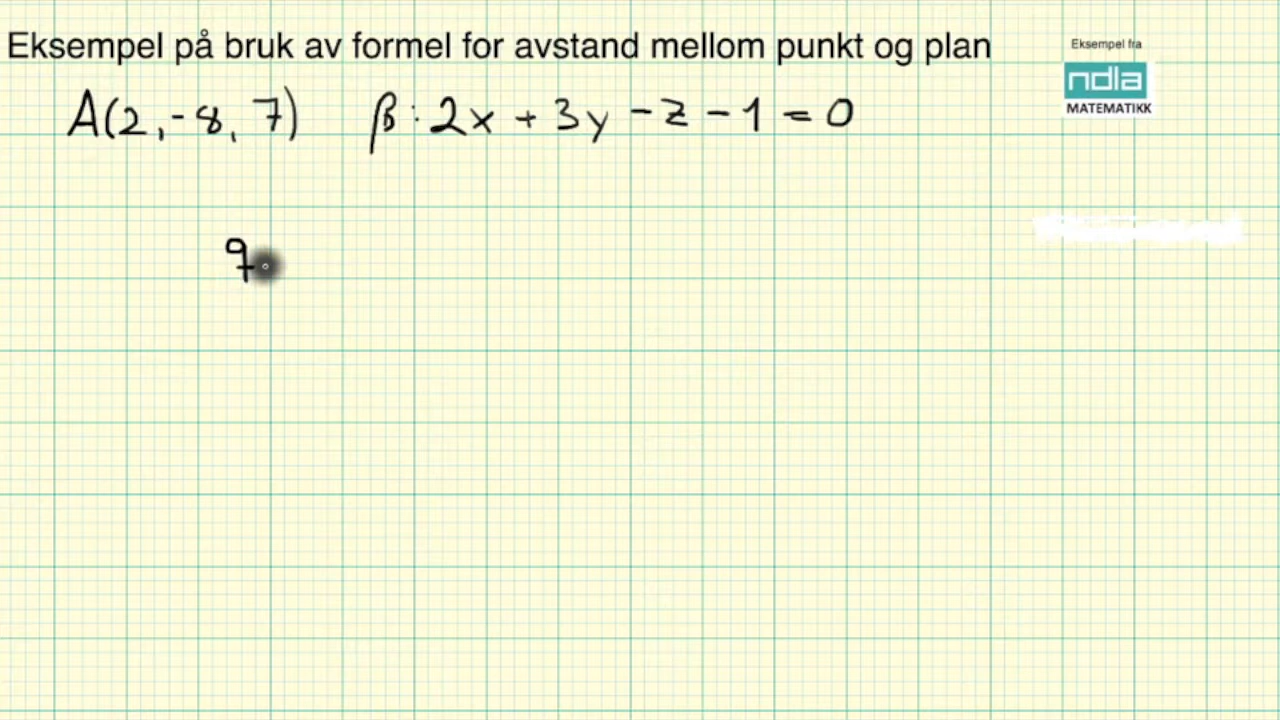 Eksempel på bruk av formel for avstand mellom punkt og plan
Eksempel fra
ndla
MATEMATIKK
A(2,-8, 7) β: 2x + 3y - z - 1 = 0
q